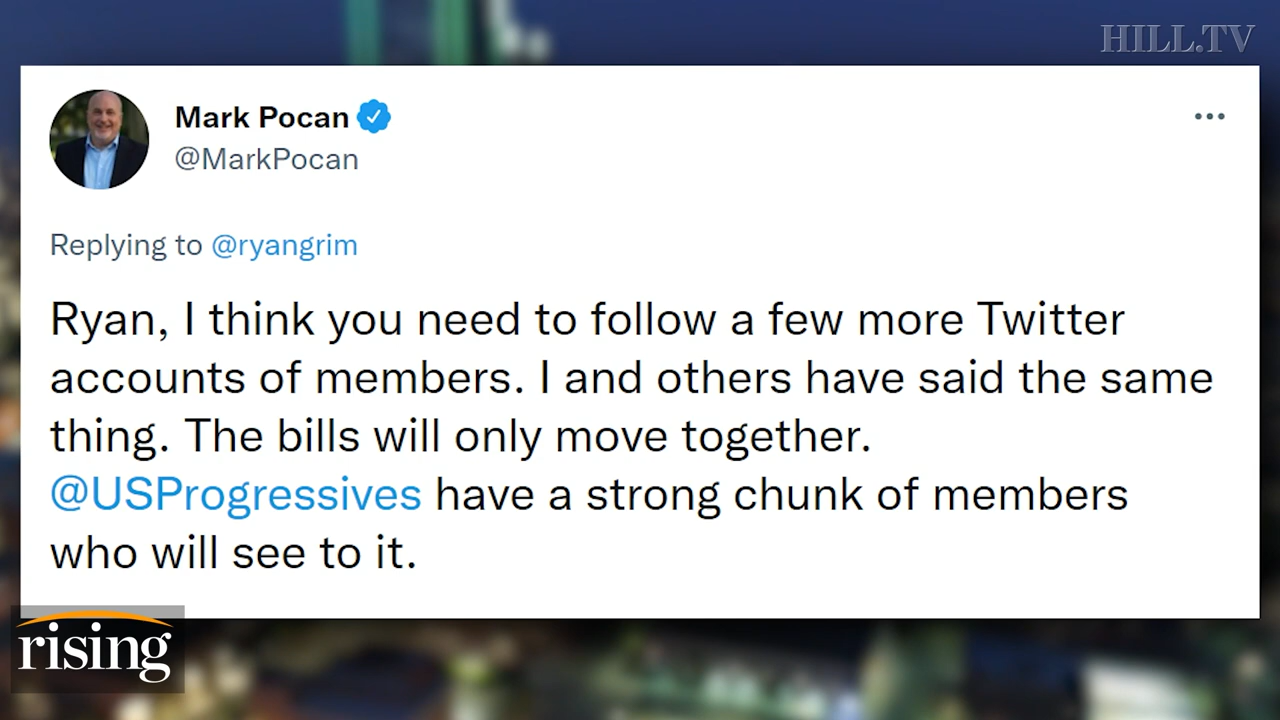 HILL.TV
Mark Pocan
@MarkPocan
Replying to @ryangrim
Ryan, I think you need to follow a few more Twitter
accounts of members. I and others have said the same
thing. The bills will only move together.
@USProgressives have a strong chunk of members
who will see to it.
rising